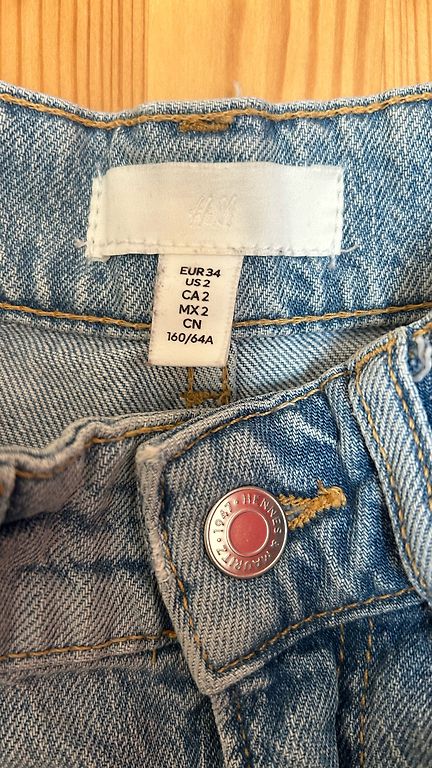 H&M
EUR 34
US 2
CA 2
MX 2
CN
160/64A
HENNES & MAURITZ • 1947 •